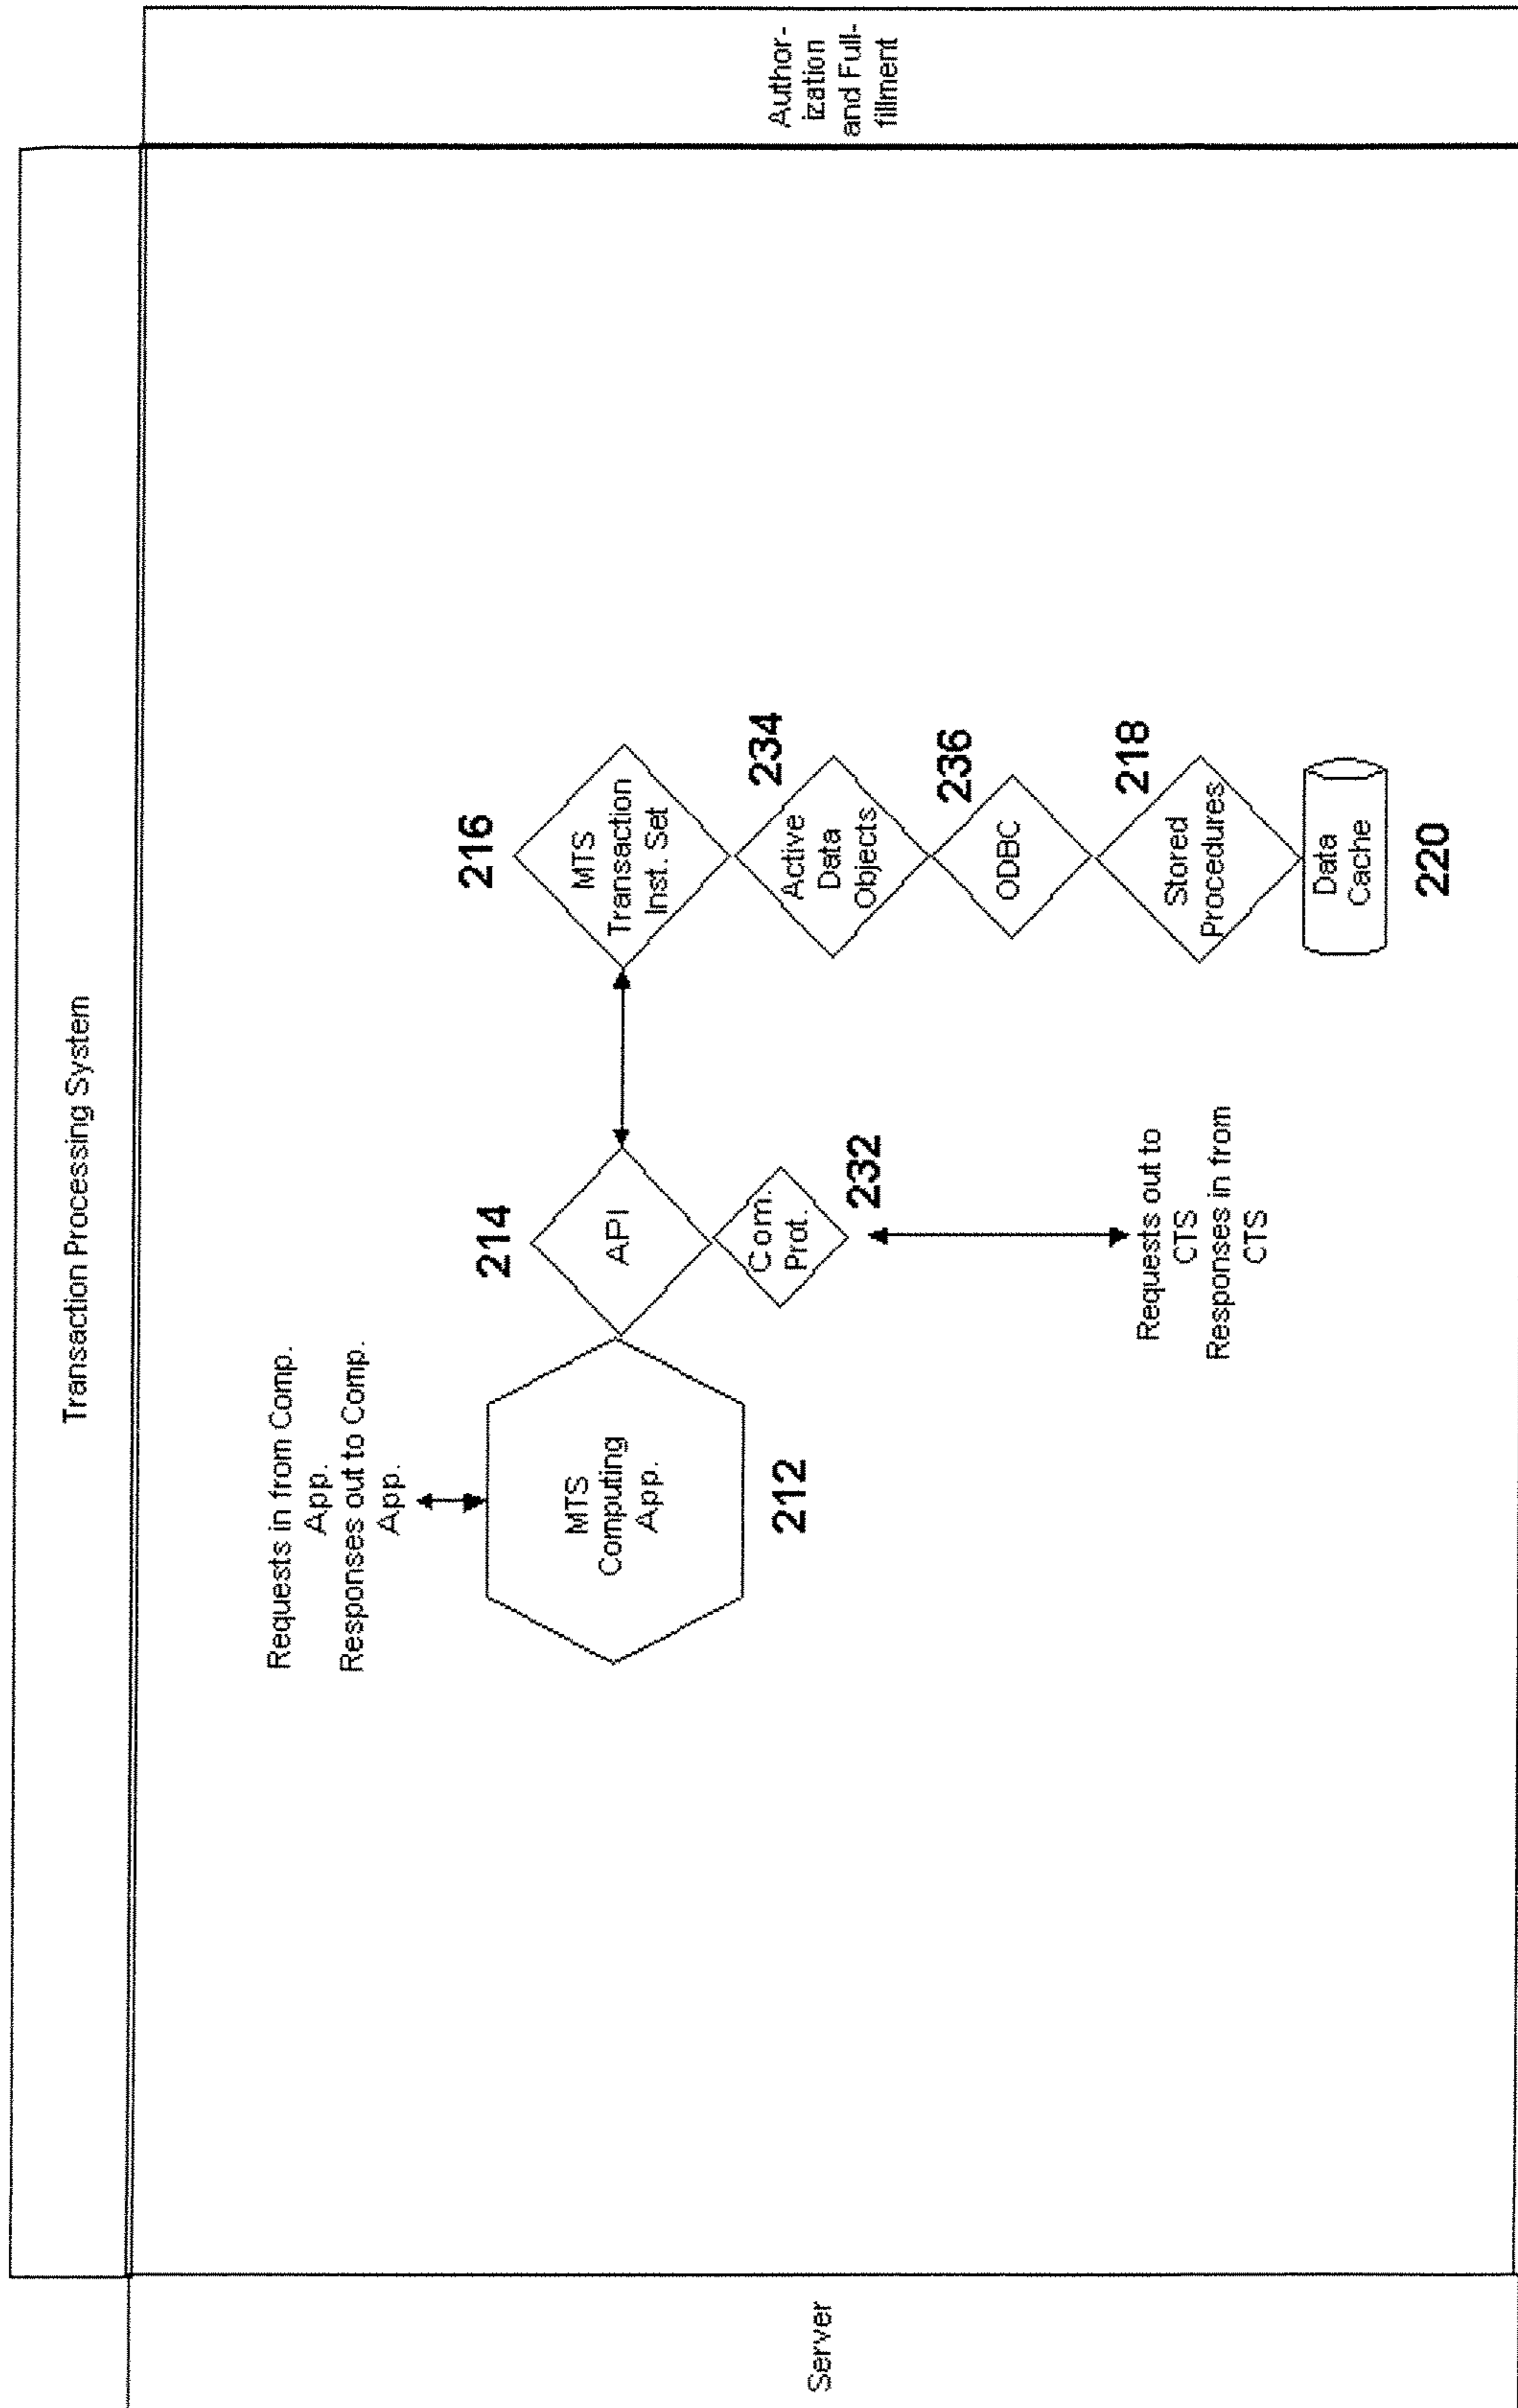 Transaction Processing System
Server
Author-
ization
and Full-
fillment
Requests in from Comp.
App.
Responses out to Comp.
App.
MTS
Computing
App.
212
214
API
Com.
Prot.
232
Requests out to
CTS
Responses in from
CTS
216
MTS
Transaction
Inst. Set
234
Active
Data
Objects
236
ODBC
218
Stored
Procedures
Data
Cache
220